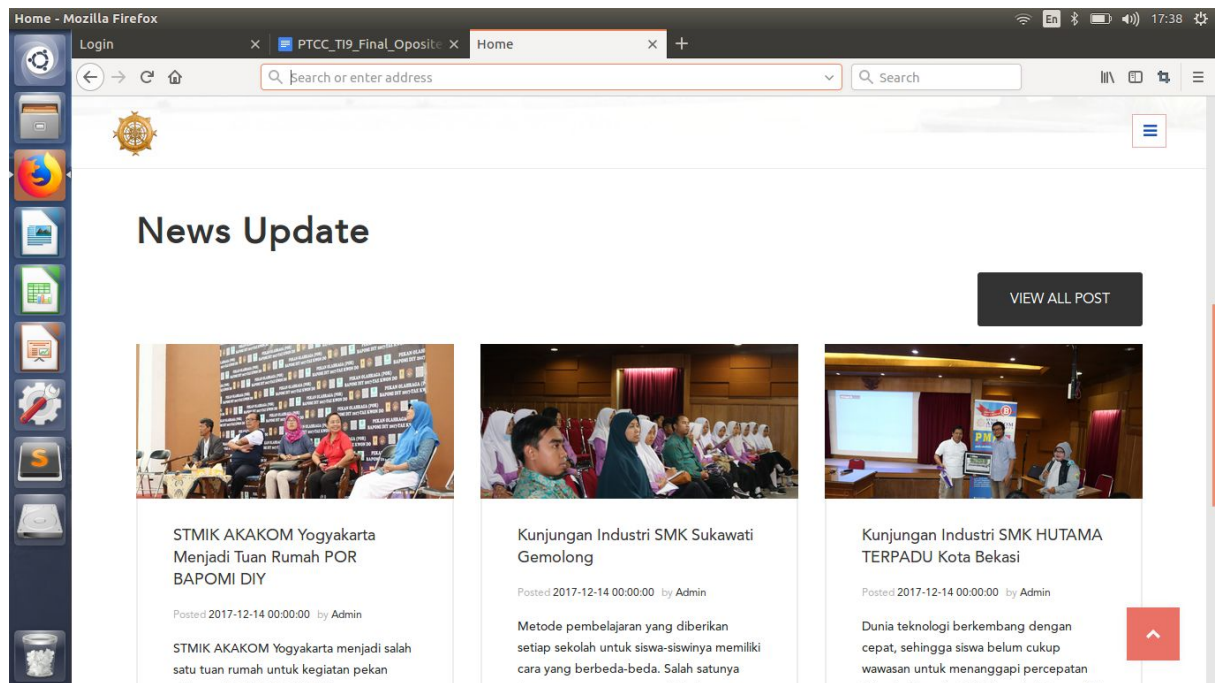 Home - Mozilla Firefox
En
17:38
Login
PTCC_TI9_Final_Oposite
Home
Search or enter address
Search
News Update
VIEW ALL POST
STMIK AKAKOM Yogyakarta
Menjadi Tuan Rumah POR
BAPOMI DIY
Posted 2017-12-14 00:00:00 by Admin
STMIK AKAKOM Yogyakarta menjadi salah
satu tuan rumah untuk kegiatan pekan
Kunjungan Industri SMK Sukawati
Gemolong
Posted 2017-12-14 00:00:00 by Admin
Metode pembelajaran yang diberikan
setiap sekolah untuk siswa-siswinya memiliki
cara yang berbeda-beda. Salah satunya
Kunjungan Industri SMK HUTAMA
TERPADU Kota Bekasi
Posted 2017-12-14 00:00:00 by Admin
Dunia teknologi berkembang dengan
cepat, sehingga siswa belum cukup
wawasan untuk menanggapi percepatan